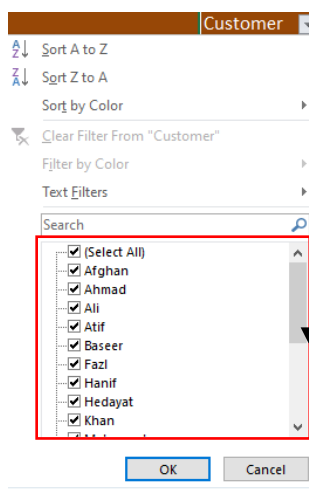 Customer
Sort A to Z
Sort Z to A
Sort by Color
Clear Filter From "Customer"
Filter by Color
Text Filters
Search
(Select All)
Afghan
Ahmad
Ali
Atif
Baseer
Fazl
Hanif
Hedayat
Khan
OK
Cancel